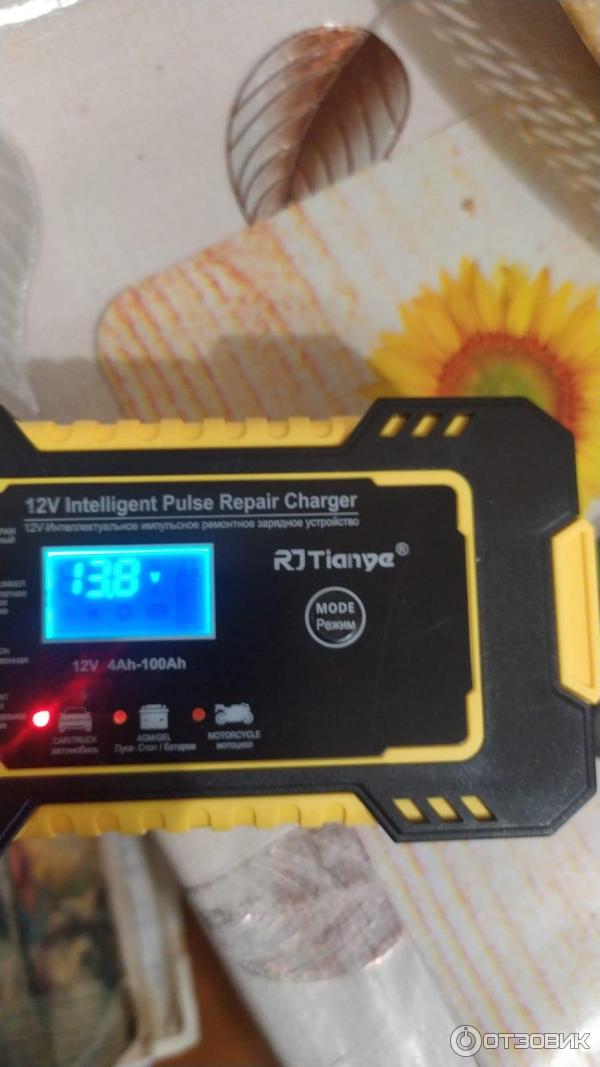 12V Intelligent Pulse Repair Charger
12V-Интеллектуальное импульсное ремонтное зарядное устройство
13.8 v
RJTianye®
MODE
Режим
12V 4Ah-100Ah
CAR/TRUCK
автомобиль
AGM/GEL
Пуск- Стоп / батареи
MOTORCYCLE
мотоцикл
ОТЗОВИК